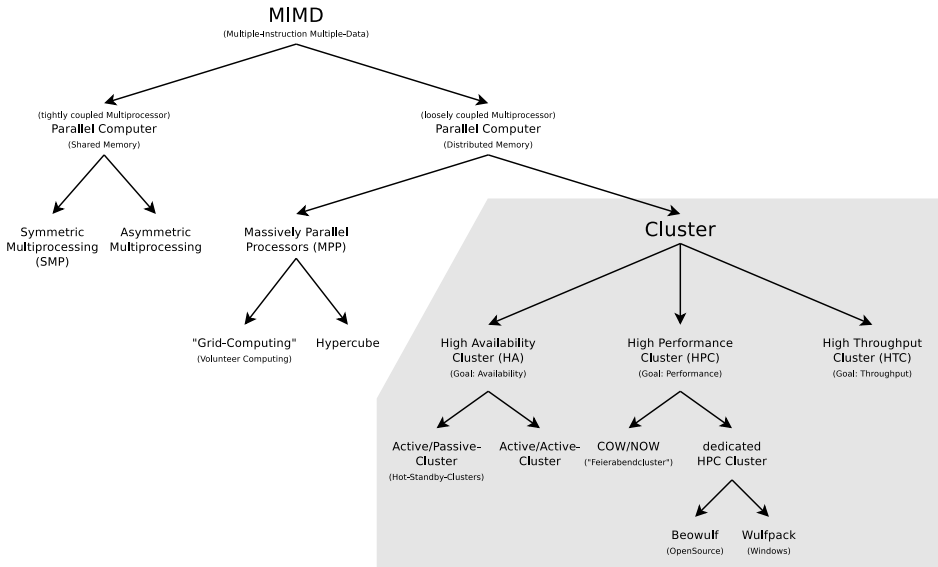 MIMD
(Multiple-Instruction Multiple-Data)
(tightly coupled Multiprocessor)
Parallel Computer
(Shared Memory)
(loosely coupled Multiprocessor)
Parallel Computer
(Distributed Memory)
Symmetric
Multiprocessing
(SMP)
Asymmetric
Multiprocessing
Massively Parallel
Processors (MPP)
Cluster
"Grid-Computing"
(Volunteer Computing)
Hypercube
High Availability
Cluster (HA)
(Goal: Availability)
High Performance
Cluster (HPC)
(Goal: Performance)
High Throughput
Cluster (HTC)
(Goal: Throughput)
Active/Passive-
Cluster
(Hot-Standby-Clusters)
Active/Active-
Cluster
COW/NOW
("Feierabendcluster")
dedicated
HPC Cluster
Beowulf
(OpenSource)
Wulfpack
(Windows)